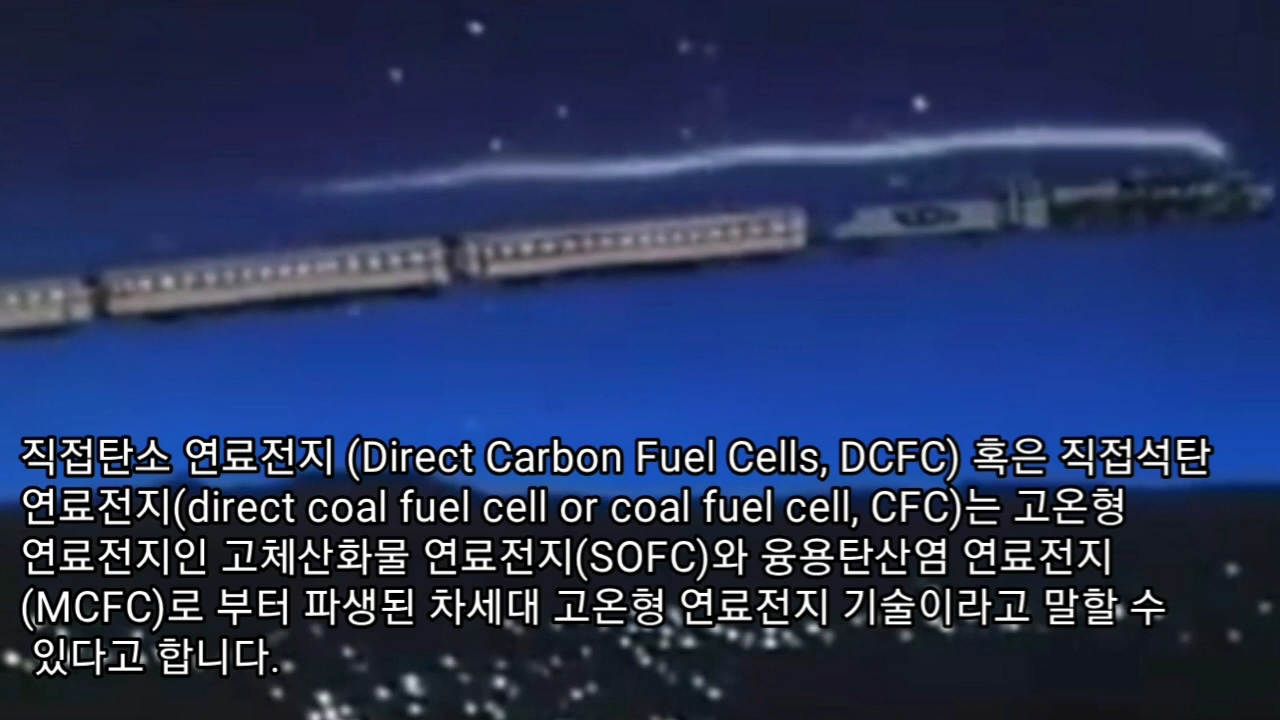 직접탄소 연료전지 (Direct Carbon Fuel Cells, DCFC) 혹은 직접석탄
연료전지(direct coal fuel cell or coal fuel cell, CFC)는 고온형
연료전지인 고체산화물 연료전지(SOFC)와 융용탄산염 연료전지
(MCFC)로 부터 파생된 차세대 고온형 연료전지 기술이라고 말할 수
있다고 합니다.